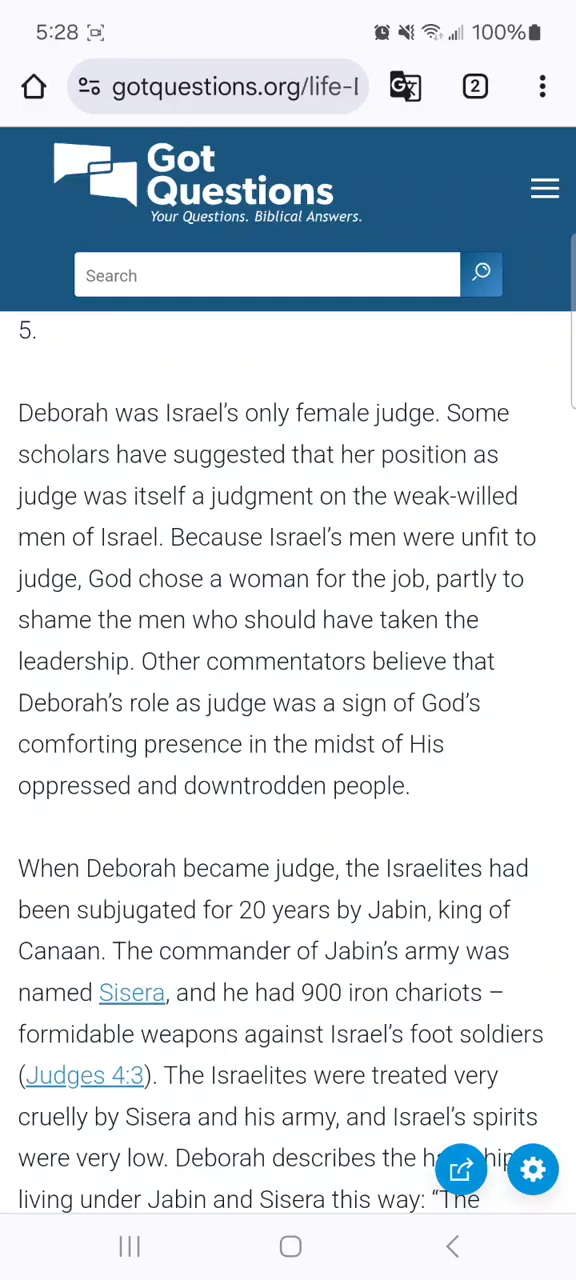 5:28
100%
gotquestions.org/life-
2
Got
Questions
Your Questions. Biblical Answers.
Search
5.
Deborah was Israel’s only female judge. Some
scholars have suggested that her position as
judge was itself a judgment on the weak-willed
men of Israel. Because Israel’s men were unfit to
judge, God chose a woman for the job, partly to
shame the men who should have taken the
leadership. Other commentators believe that
Deborah’s role as judge was a sign of God’s
comforting presence in the midst of His
oppressed and downtrodden people.
When Deborah became judge, the Israelites had
been subjugated for 20 years by Jabin, king of
Canaan. The commander of Jabin’s army was
named Sisera, and he had 900 iron chariots –
formidable weapons against Israel’s foot soldiers
(Judges 4:3). The Israelites were treated very
cruelly by Sisera and his army, and Israel’s spirits
were very low. Deborah describes the
living under Jabin and Sisera this way: “The